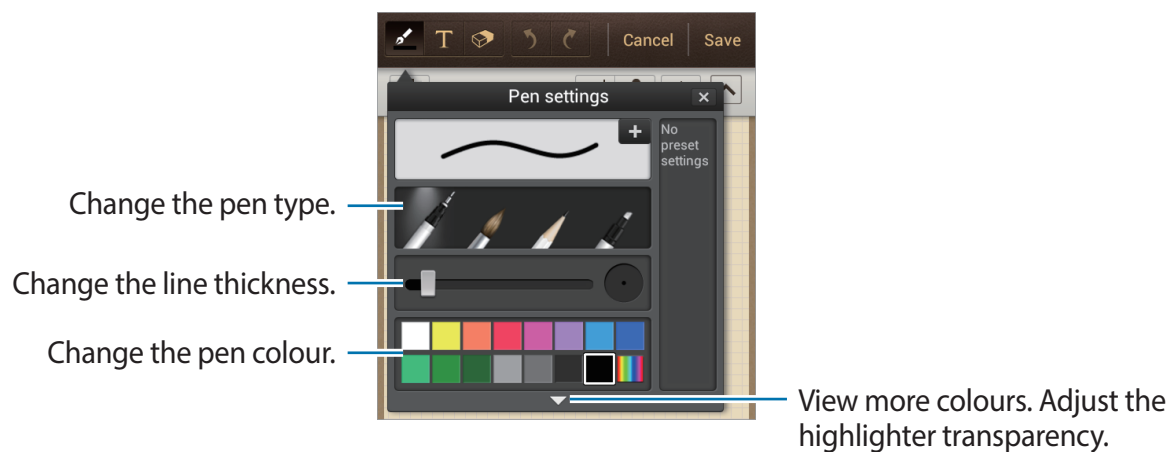 T Cancel Save
Pen settings
No
preset
settings
Change the pen type.
Change the line thickness.
Change the pen colour.
View more colours. Adjust the
highlighter transparency.